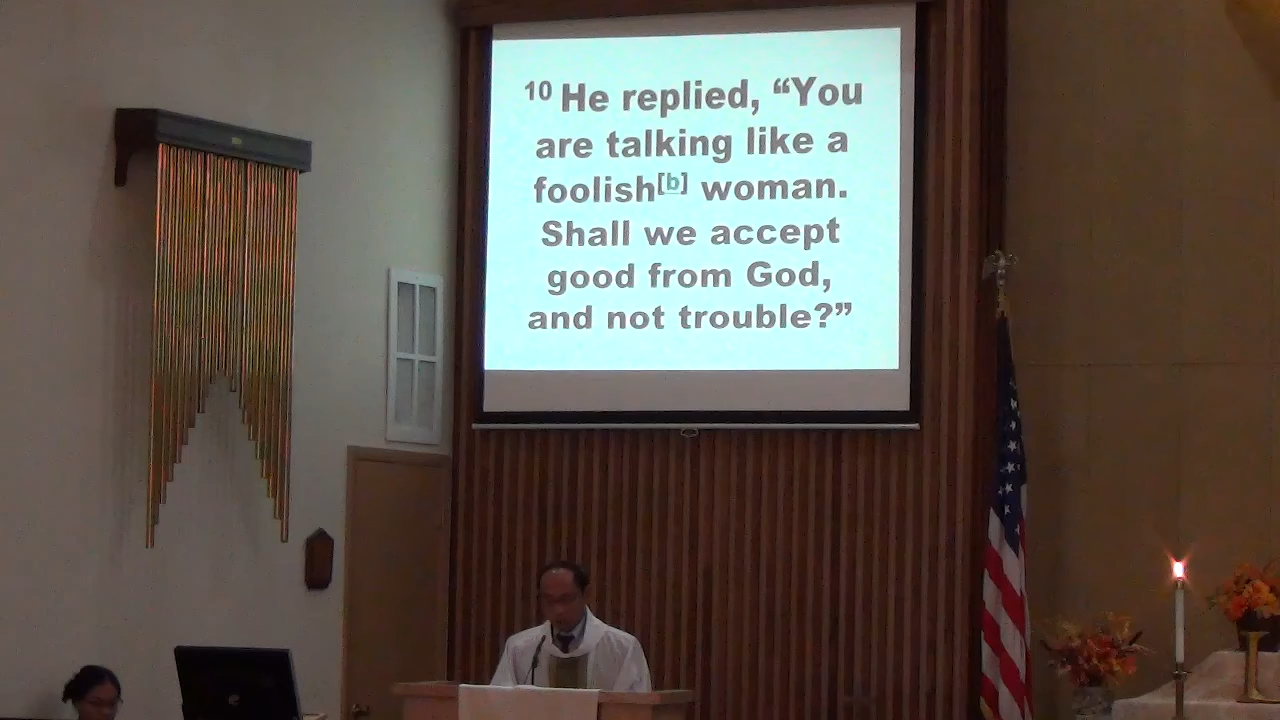 10 He replied, “You
are talking like a
foolish[b] woman.
Shall we accept
good from God,
and not trouble?”